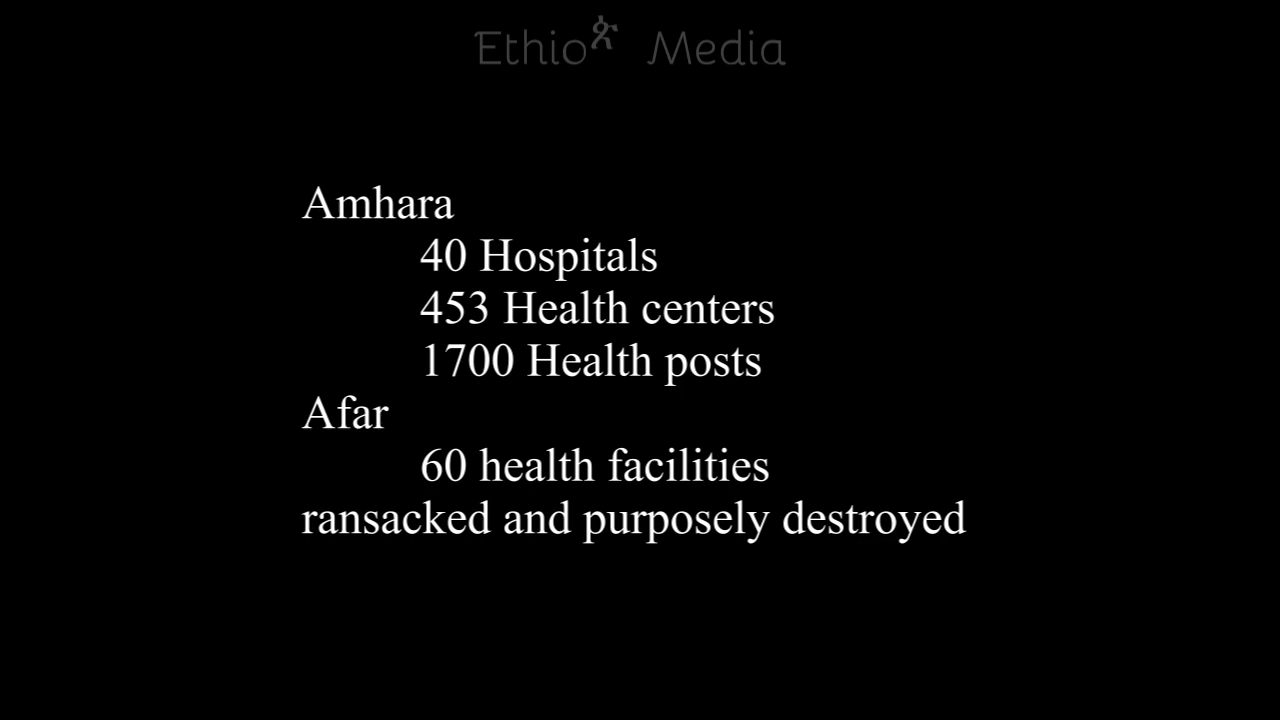 Ethio ጵ Media
Amhara
40 Hospitals
453 Health centers
1700 Health posts
Afar
60 health facilities
ransacked and purposely destroyed